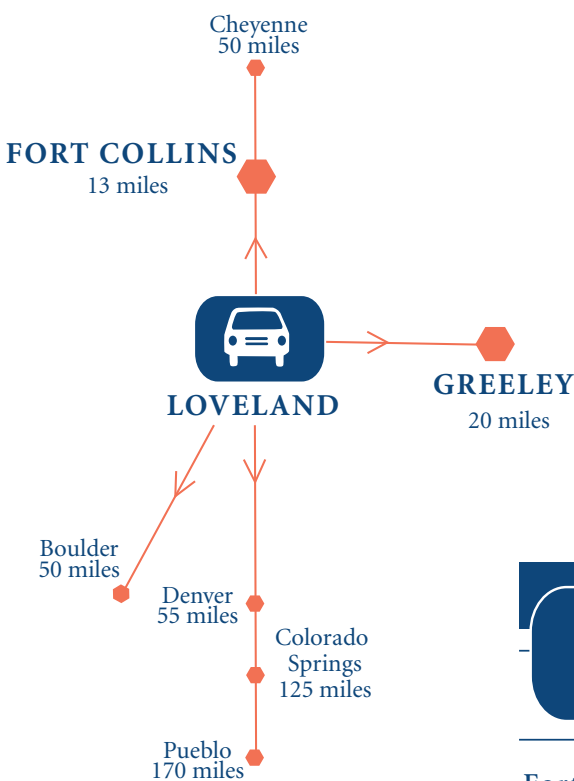 Cheyenne
50 miles
FORT COLLINS
13 miles
LOVELAND
GREELEY
20 miles
Boulder
50 miles
Denver
55 miles
Colorado
Springs
125 miles
Pueblo
170 miles